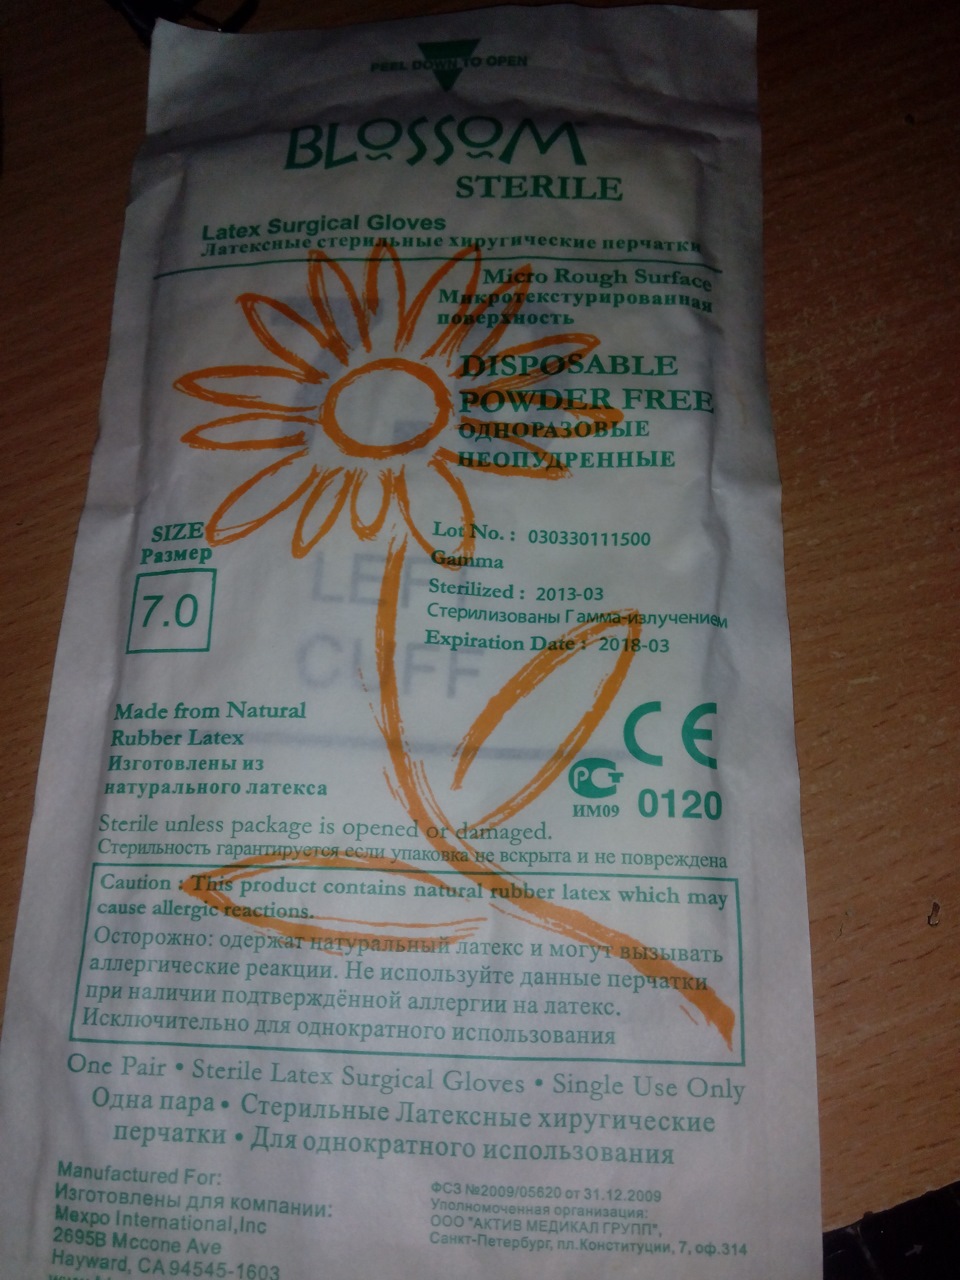 PEEL DOWN TO OPEN
BLOSSOM
STERILE
Latex Surgical Gloves
Латексные стерильные хиругические перчатки
Micro Rough Surface
Микротекстурированная
поверхность
DISPOSABLE
POWDER FREE
ОДНОРАЗОВЫЕ
НЕОПУДРЕННЫЕ
SIZE
Размер
7.0
Lot No. : 030330111500
Gamma
Sterilized : 2013-03
Стерилизованы Гамма-излучением
Expiration Date : 2018-03
LEFT
CUFF
Made from Natural
Rubber Latex
Изготовлены из
натурального латекса
CE
РСТ
ИМ09
0120
Sterile unless package is opened or damaged.
Стерильность гарантируется если упаковка не вскрыта и не повреждена
Caution : This product contains natural rubber latex which may
cause allergic reactions.
Осторожно: одержат натуральный латекс и могут вызывать
аллергические реакции. Не используйте данные перчатки
при наличии подтверждённой аллергии на латекс.
Исключительно для однократного использования
One Pair • Sterile Latex Surgical Gloves • Single Use Only
Одна пара • Стерильные Латексные хиругические
перчатки • Для однократного использования
Manufactured For:
Изготовлены для компании:
Mexpo International,Inc
2695B Mccone Ave
Hayward, CA 94545-1603
ФСЗ №2009/05620 от 31.12.2009
Уполномоченная организация:
ООО "АКТИВ МЕДИКАЛ ГРУПП",
Санкт-Петербург, пл.Конституции, 7, оф.314